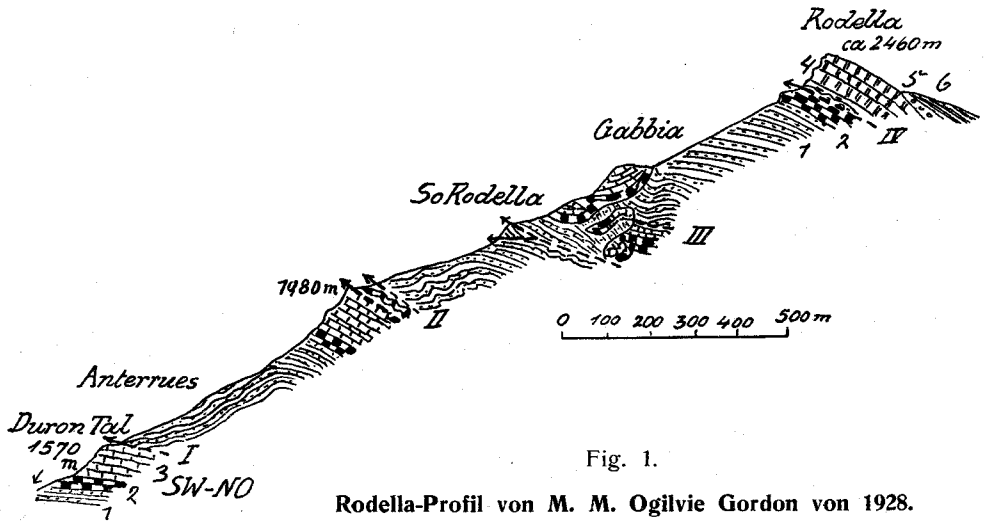 Rodella
ca 2460 m
4
5 6
Gabbia
1 2 IV
So Rodella
III
1980 m
II
0 100 200 300 400 500 m
Anterrues
Duron Tal
1570
m
I
3 SW-NO
2
1
Fig. 1.
Rodella-Profil von M. M. Ogilvie Gordon von 1928.